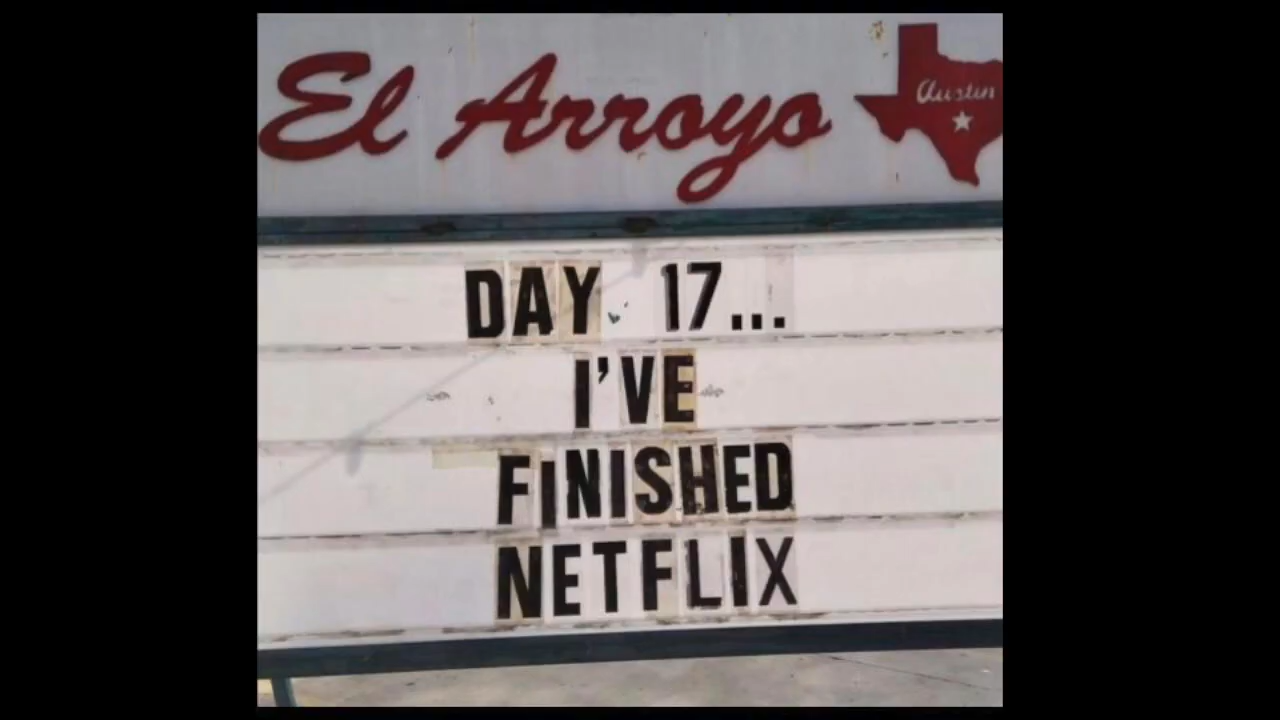 El Arroyo
Austin
DAY 17...
I'VE
FINISHED
NETFLIX